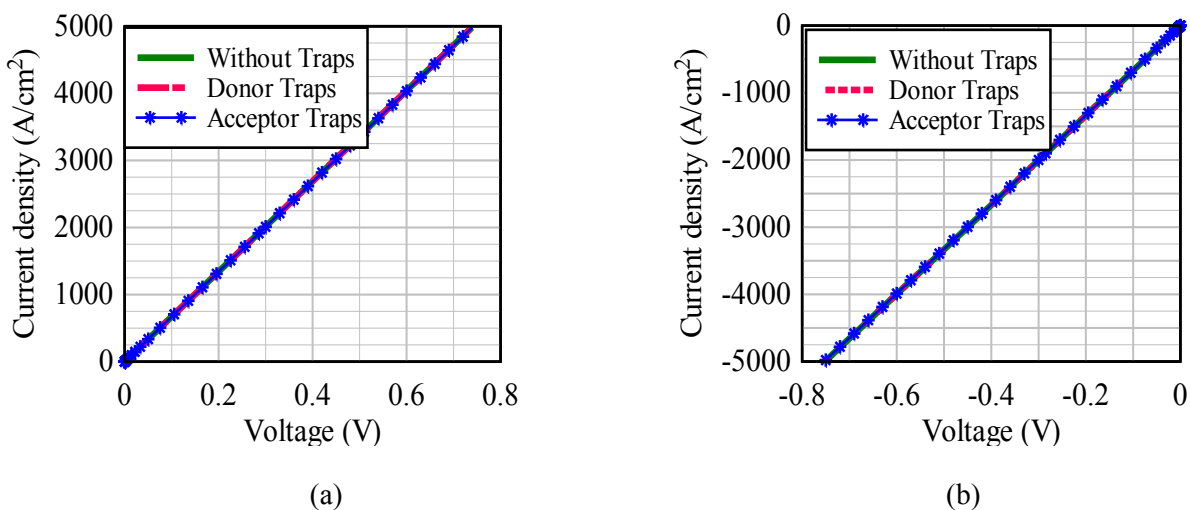 5000
4000
3000
2000
1000
0
Current density (A/cm²)
Without Traps
Donor Traps
Acceptor Traps
0 0.2 0.4 0.6 0.8
Voltage (V)
(a)
0
-1000
-2000
-3000
-4000
-5000
Current density (A/cm²)
Without Traps
Donor Traps
Acceptor Traps
-0.8 -0.6 -0.4 -0.2 0
Voltage (V)
(b)